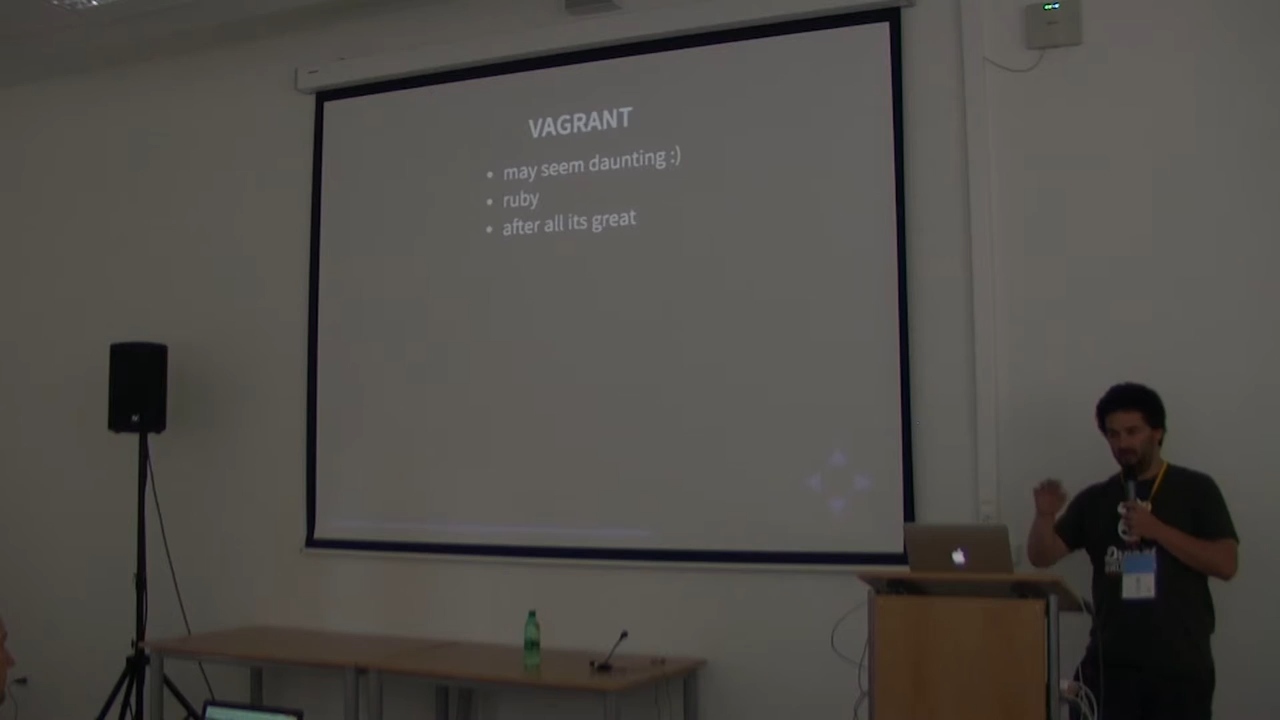 VAGRANT
• may seem daunting :)
• ruby
• after all its great